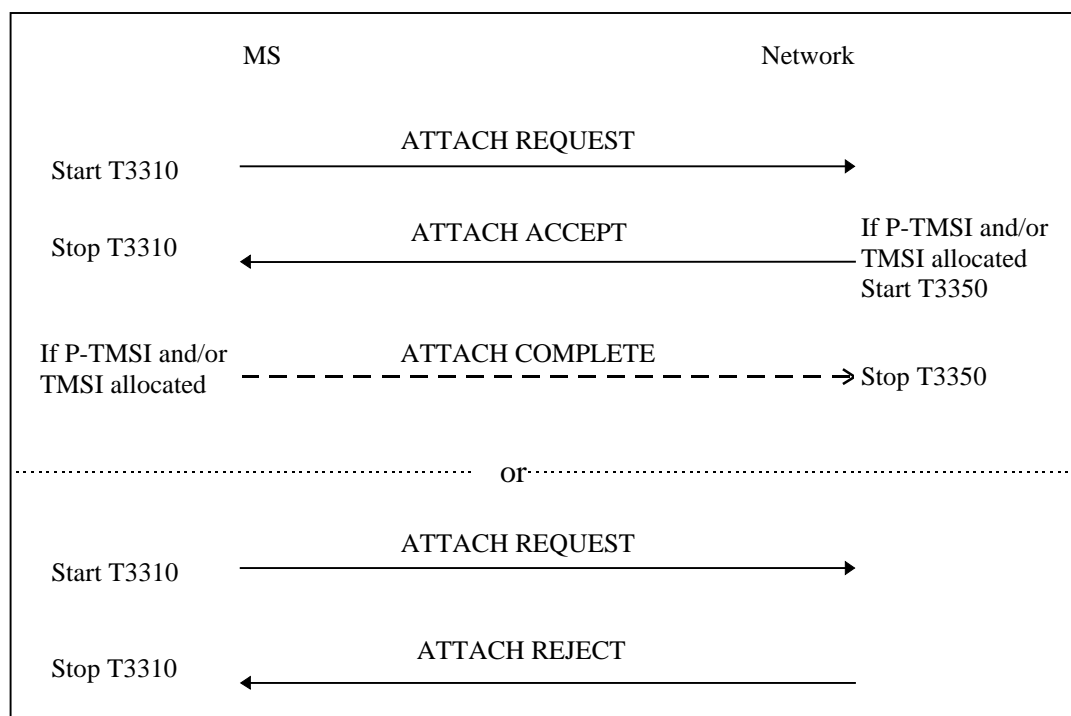 MS Network
ATTACH REQUEST
Start T3310
ATTACH ACCEPT
Stop T3310
If P-TMSI and/or
TMSI allocated
Start T3350
If P-TMSI and/or
TMSI allocated
ATTACH COMPLETE
Stop T3350
or
ATTACH REQUEST
Start T3310
ATTACH REJECT
Stop T3310